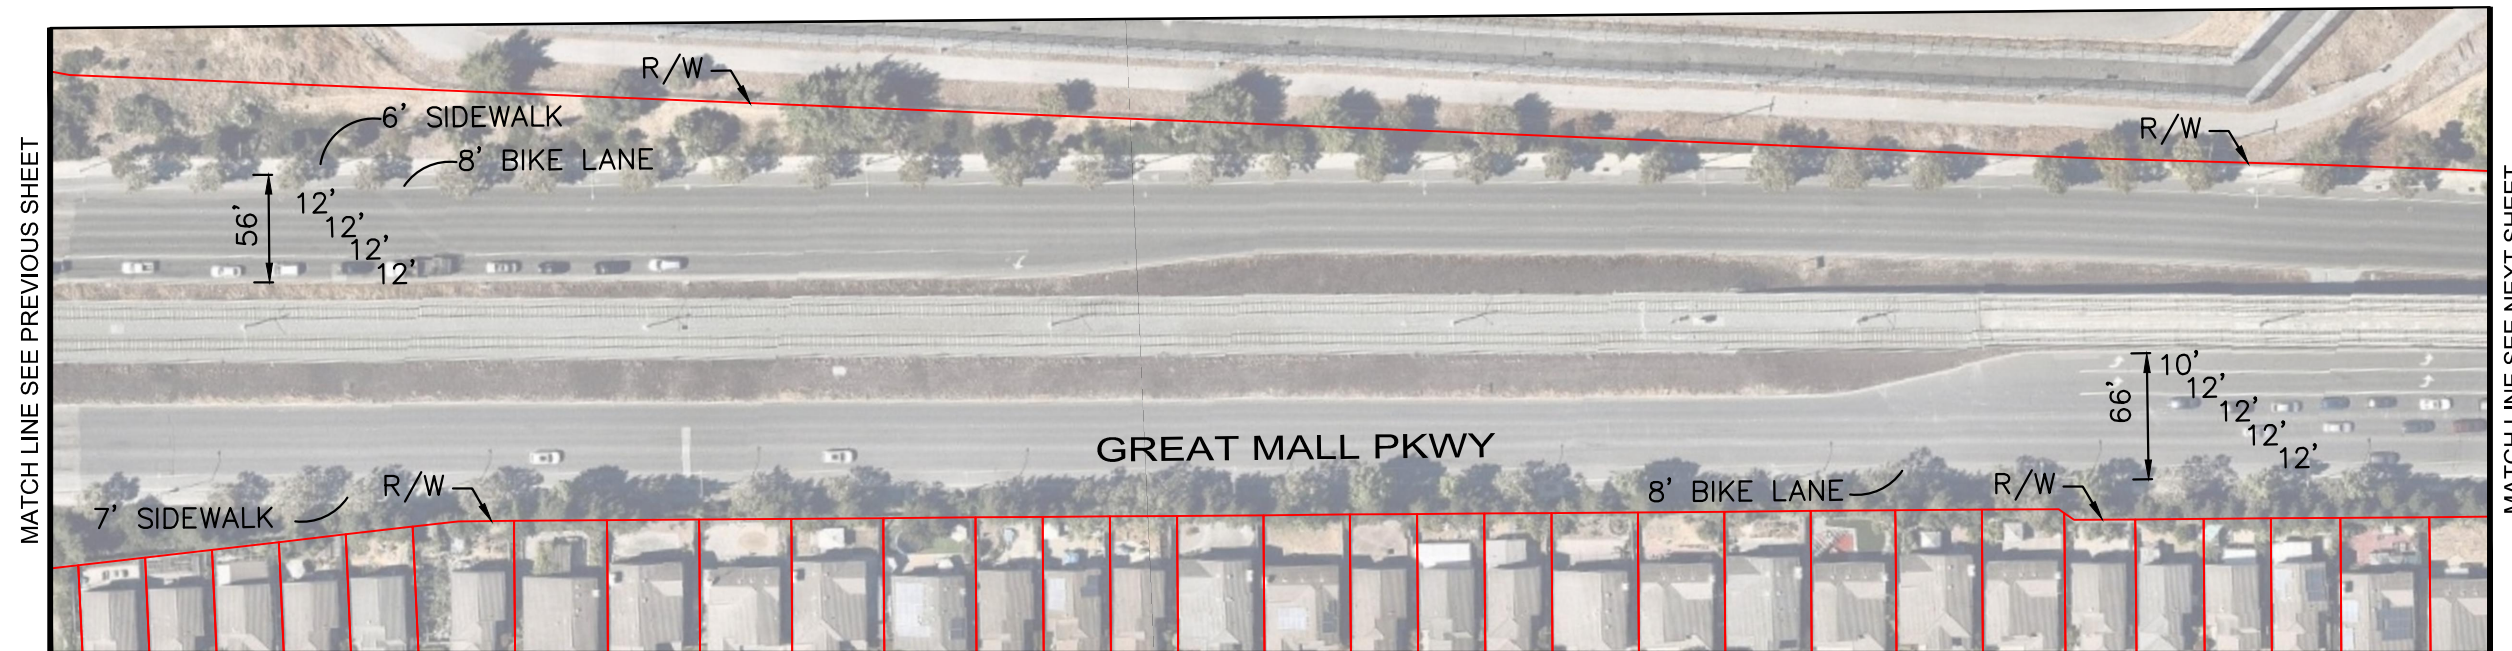 MATCH LINE SEE PREVIOUS SHEET
R/W
6' SIDEWALK
8' BIKE LANE
R/W
56'
12'
12'
12'
12'
66'
10'
12'
12'
12'
12'
GREAT MALL PKWY
7' SIDEWALK
R/W
8' BIKE LANE
R/W
MATCH LINE SEE NEXT SHEET